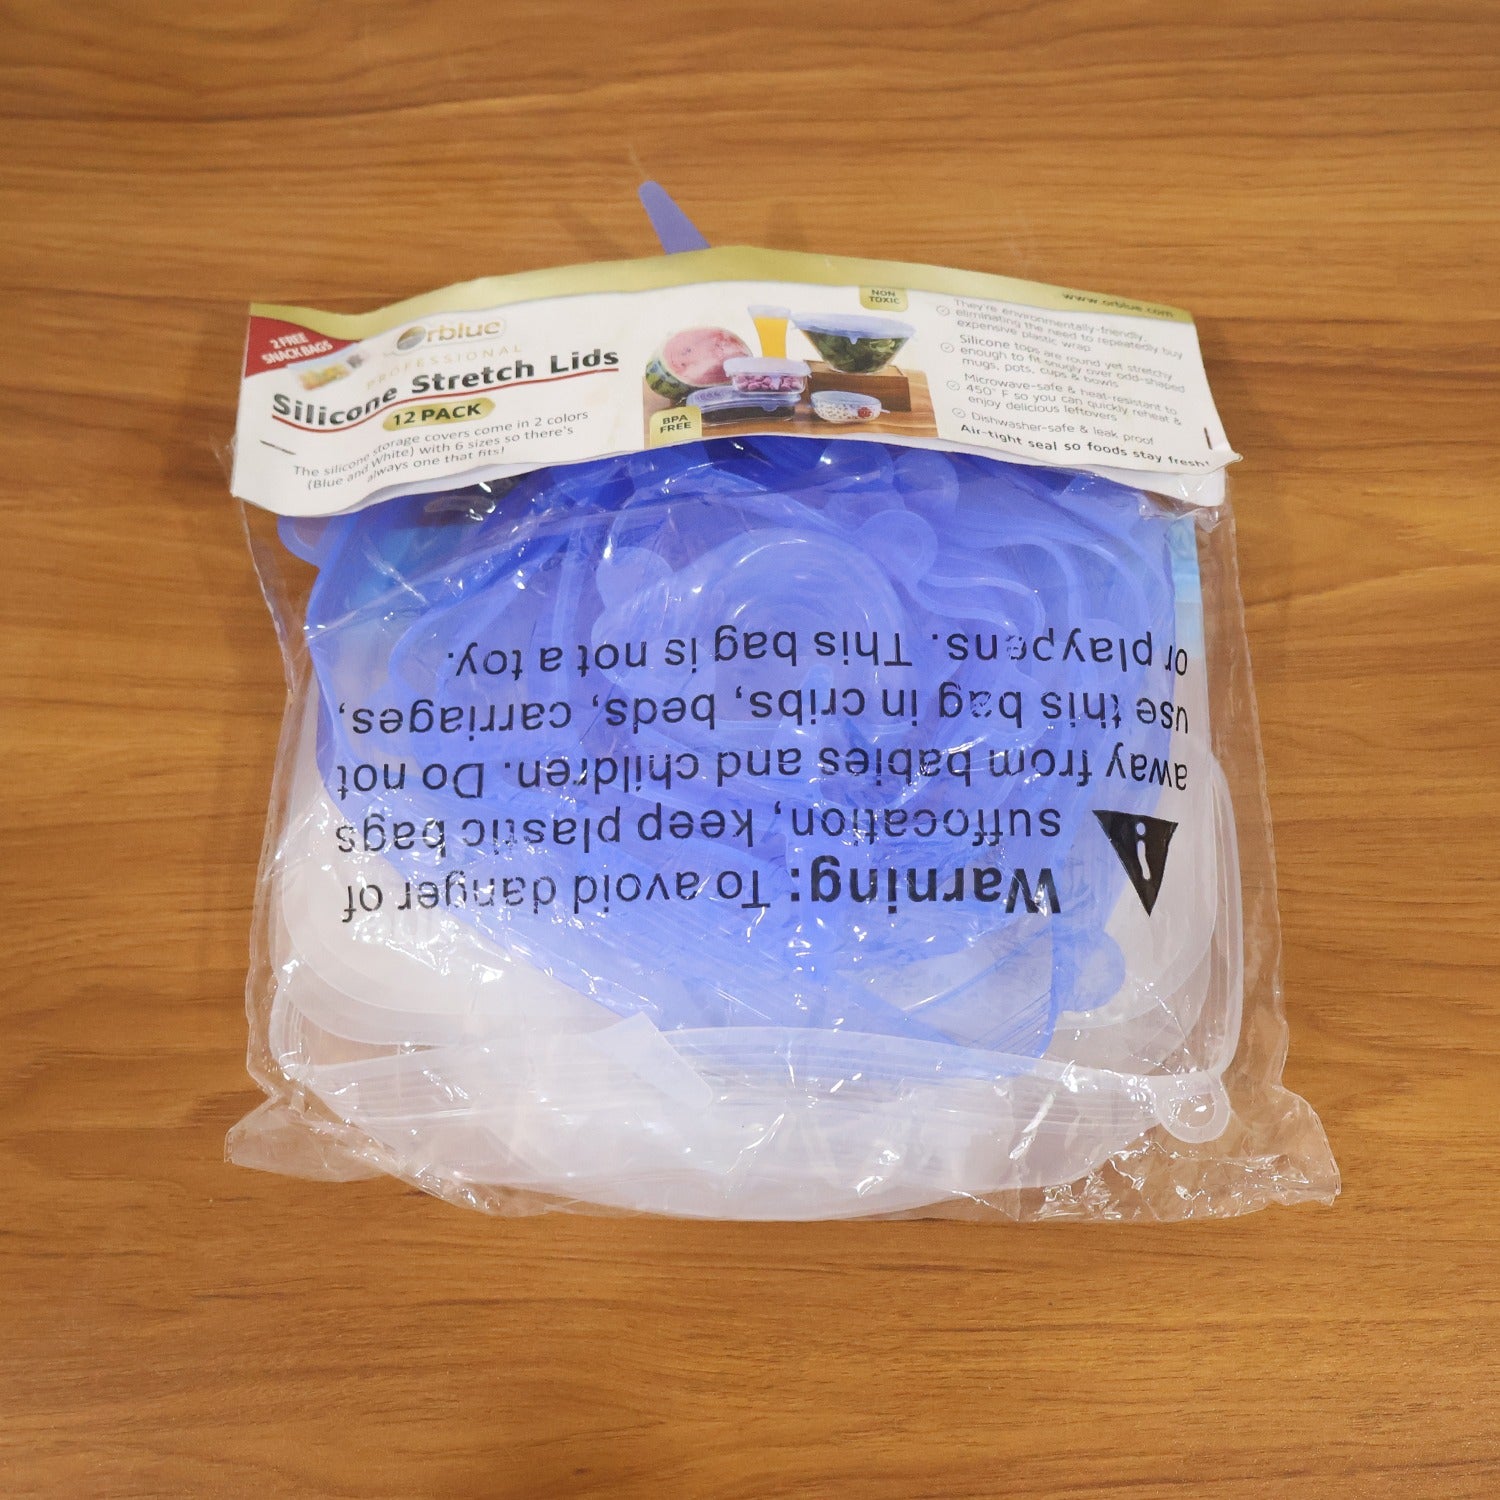 2 FREE
SNACK BAGS
Orblue
PROFESSIONAL
Silicone Stretch Lids
12 PACK
The silicone storage covers come in 2 colors
(Blue and White) with 6 sizes so there's
always one that fits!
BPA
FREE
NON
TOXIC
www.orblue.com
They're environmentally-friendly,
eliminating the need to repeatedly buy
expensive plastic wrap
Silicone tops are round yet stretchy
enough to fit snugly over odd-shaped
mugs, pots, cups & bowls
Microwave-safe & heat-resistant to
450° F so you can quickly reheat &
enjoy delicious leftovers
Dishwasher-safe & leak proof
Air-tight seal so foods stay fresh!
Warning: To avoid danger of
suffocation, keep plastic bags
away from babies and children. Do not
use this bag in cribs, beds, carriages,
or playpens. This bag is not a toy.